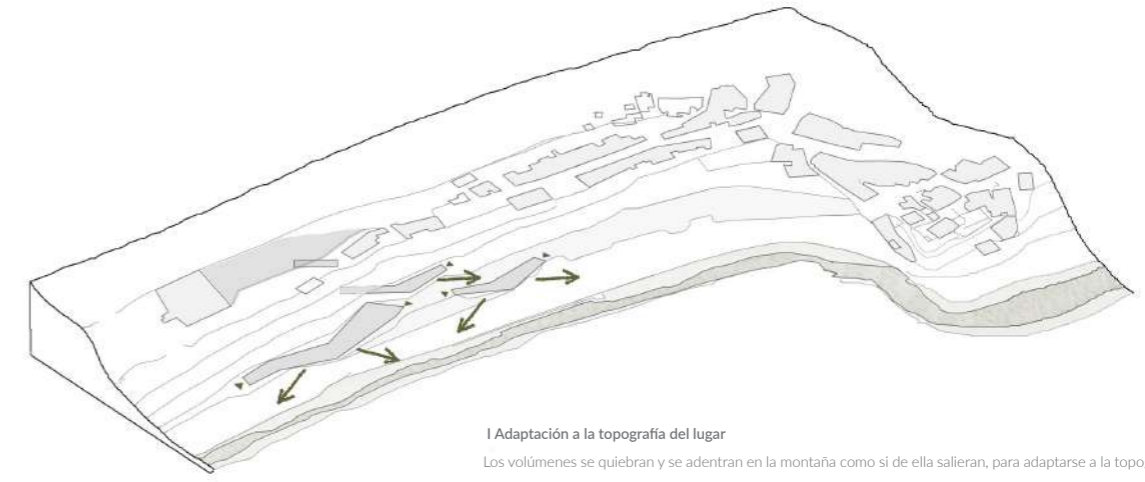 I Adaptación a la topografía del lugar
Los volúmenes se quiebran y se adentran en la montaña como si de ella salieran, para adaptarse a la topo